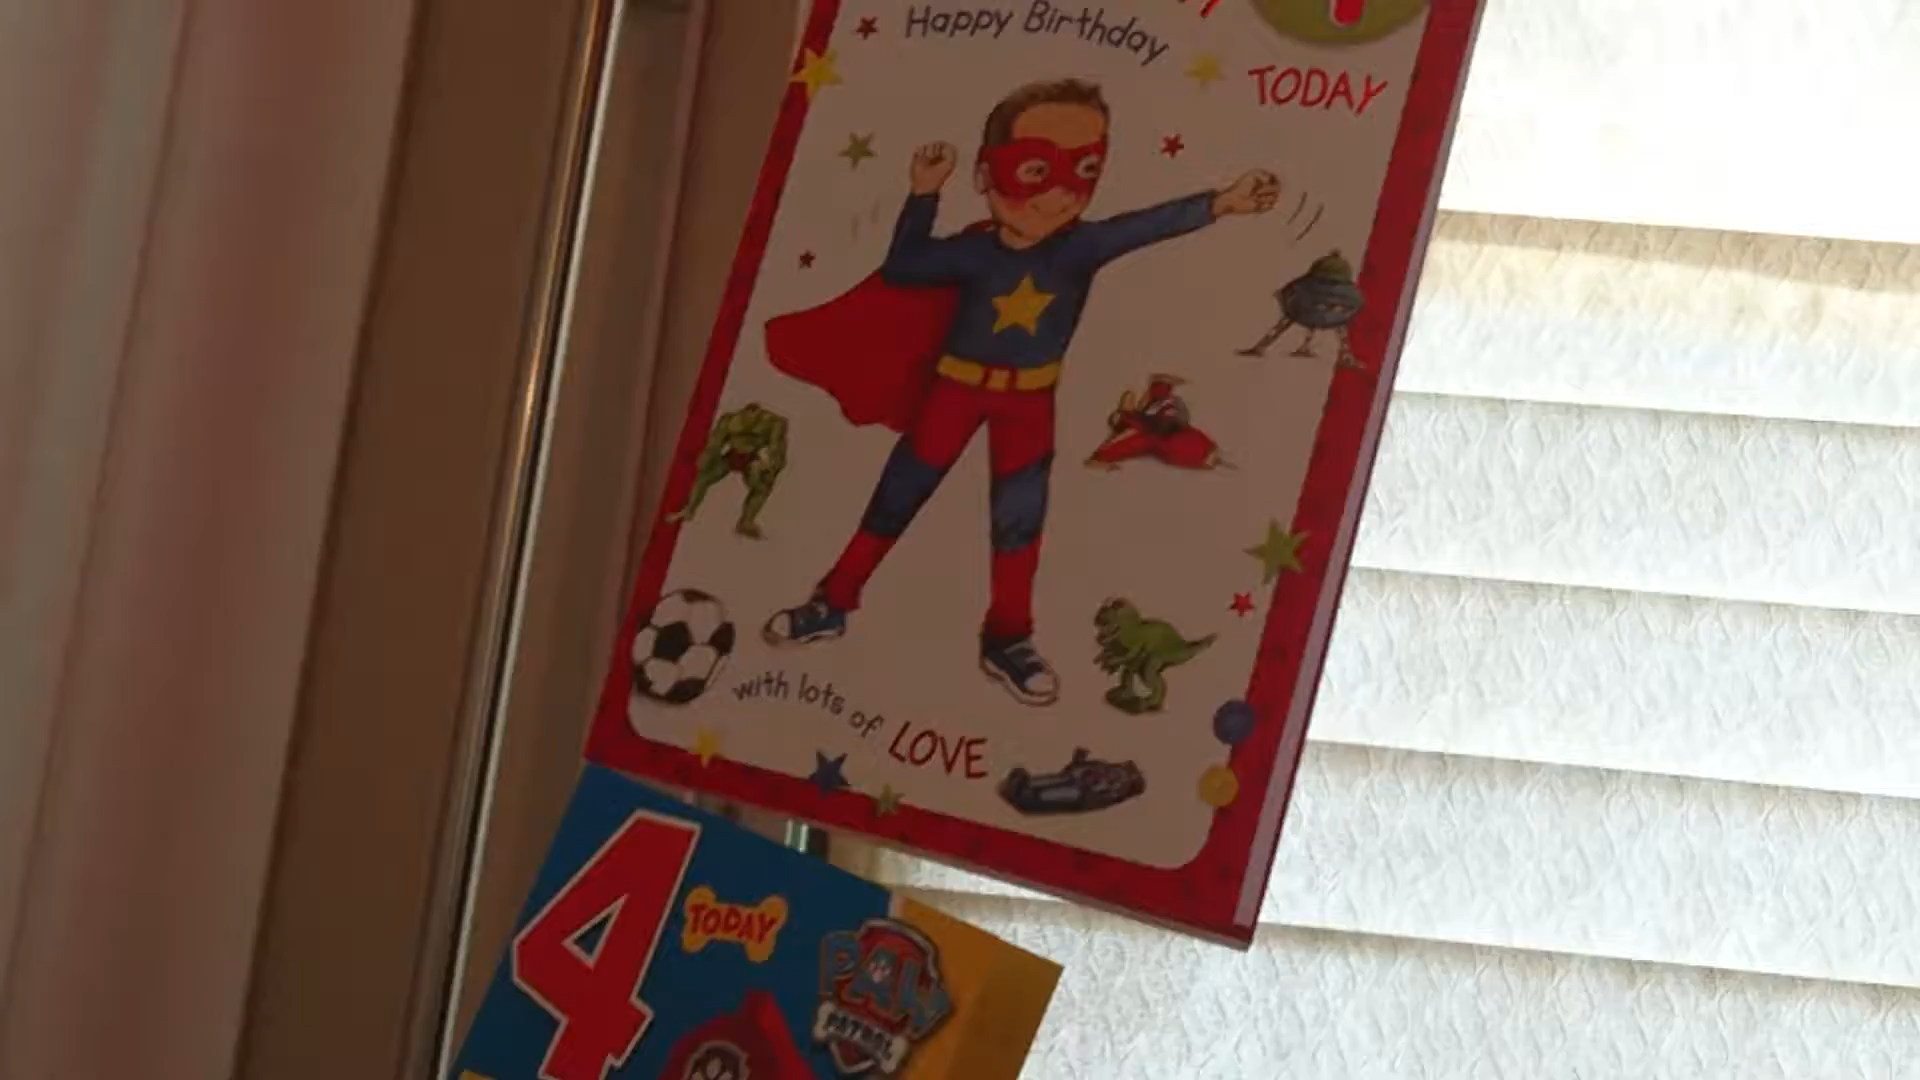 Happy Birthday
TODAY
with lots of LOVE
4
TODAY
PAW
PATROL